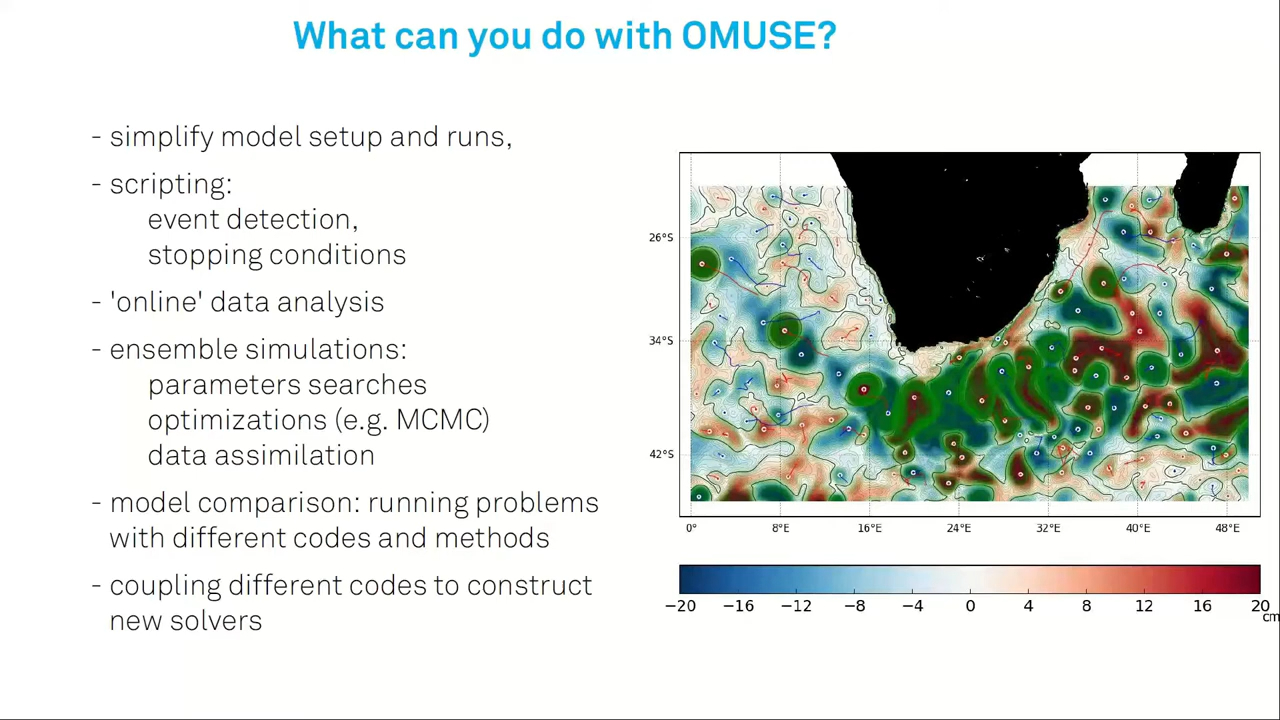 What can you do with OMUSE?
- simplify model setup and runs,
- scripting:
event detection,
stopping conditions
- 'online' data analysis
- ensemble simulations:
parameters searches
optimizations (e.g. MCMC)
data assimilation
- model comparison: running problems
with different codes and methods
- coupling different codes to construct
new solvers
26°S
34°S
42°S
0° 8°E 16°E 24°E 32°E 40°E 48°E
−20 −16 −12 −8 −4 0 4 8 12 16 20
cm